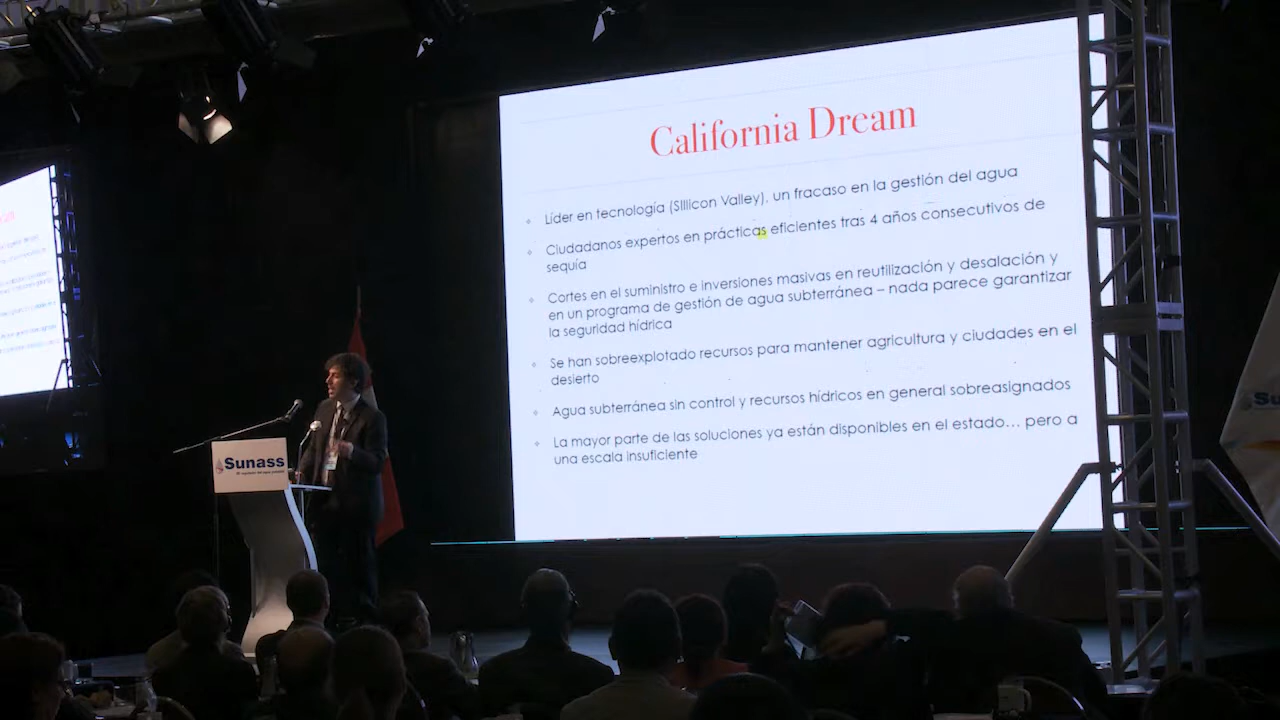 California Dream
Líder en tecnología (SIllicon Valley), un fracaso en la gestión del agua
Ciudadanos expertos en prácticas eficientes tras 4 años consecutivos de
sequía
Cortes en el suministro e inversiones masivas en reutilización y desalación y
en un programa de gestión de agua subterránea – nada parece garantizar
la seguridad hídrica
Se han sobreexplotado recursos para mantener agricultura y ciudades en el
desierto
Agua subterránea sin control y recursos hídricos en general sobreasignados
La mayor parte de las soluciones ya están disponibles en el estado... pero a
una escala insuficiente
Sunass